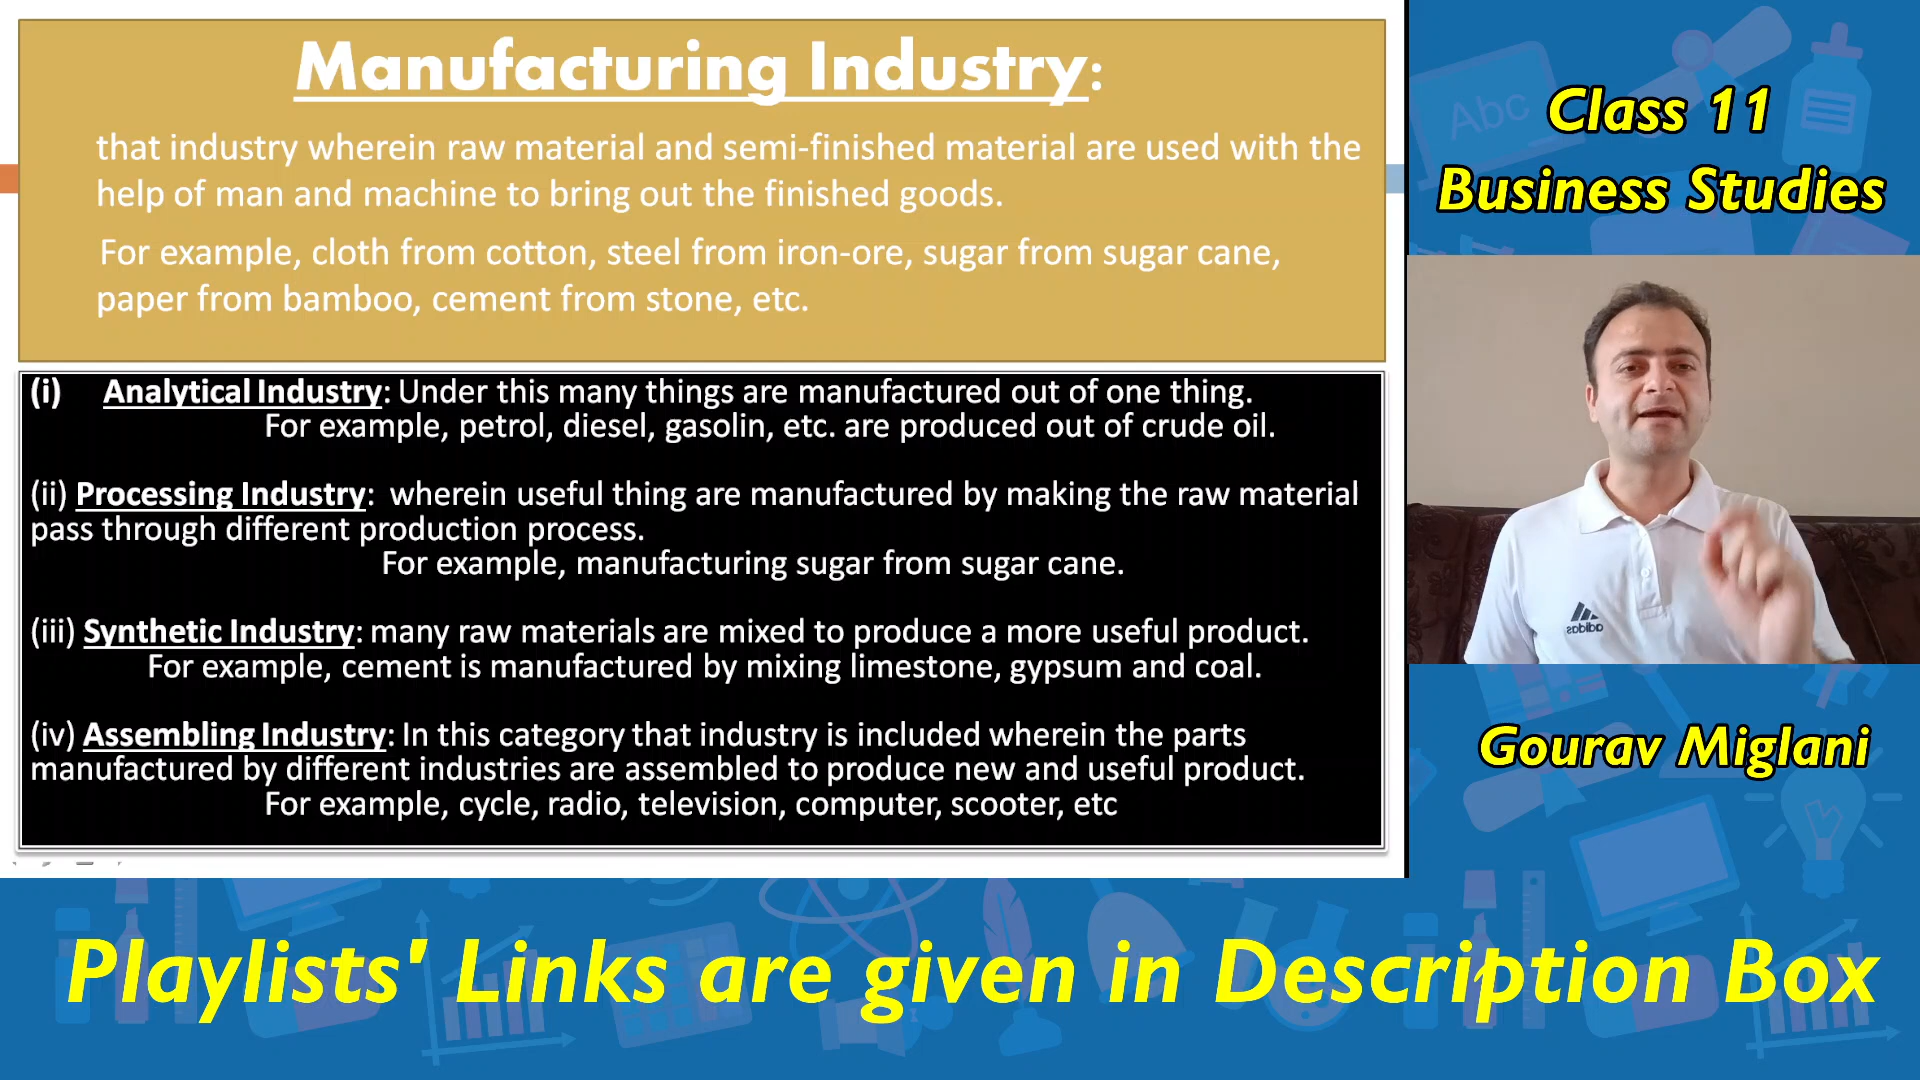 Manufacturing Industry:
that industry wherein raw material and semi-finished material are used with the
help of man and machine to bring out the finished goods.
For example, cloth from cotton, steel from iron-ore, sugar from sugar cane,
paper from bamboo, cement from stone, etc.
(i) Analytical Industry: Under this many things are manufactured out of one thing.
For example, petrol, diesel, gasolin, etc. are produced out of crude oil.
(ii) Processing Industry: wherein useful thing are manufactured by making the raw material
pass through different production process.
For example, manufacturing sugar from sugar cane.
(iii) Synthetic Industry: many raw materials are mixed to produce a more useful product.
For example, cement is manufactured by mixing limestone, gypsum and coal.
(iv) Assembling Industry: In this category that industry is included wherein the parts
manufactured by different industries are assembled to produce new and useful product.
For example, cycle, radio, television, computer, scooter, etc
Abc
Class 11
Business Studies
adidas
Gourav Miglani
Playlists' Links are given in Description Box